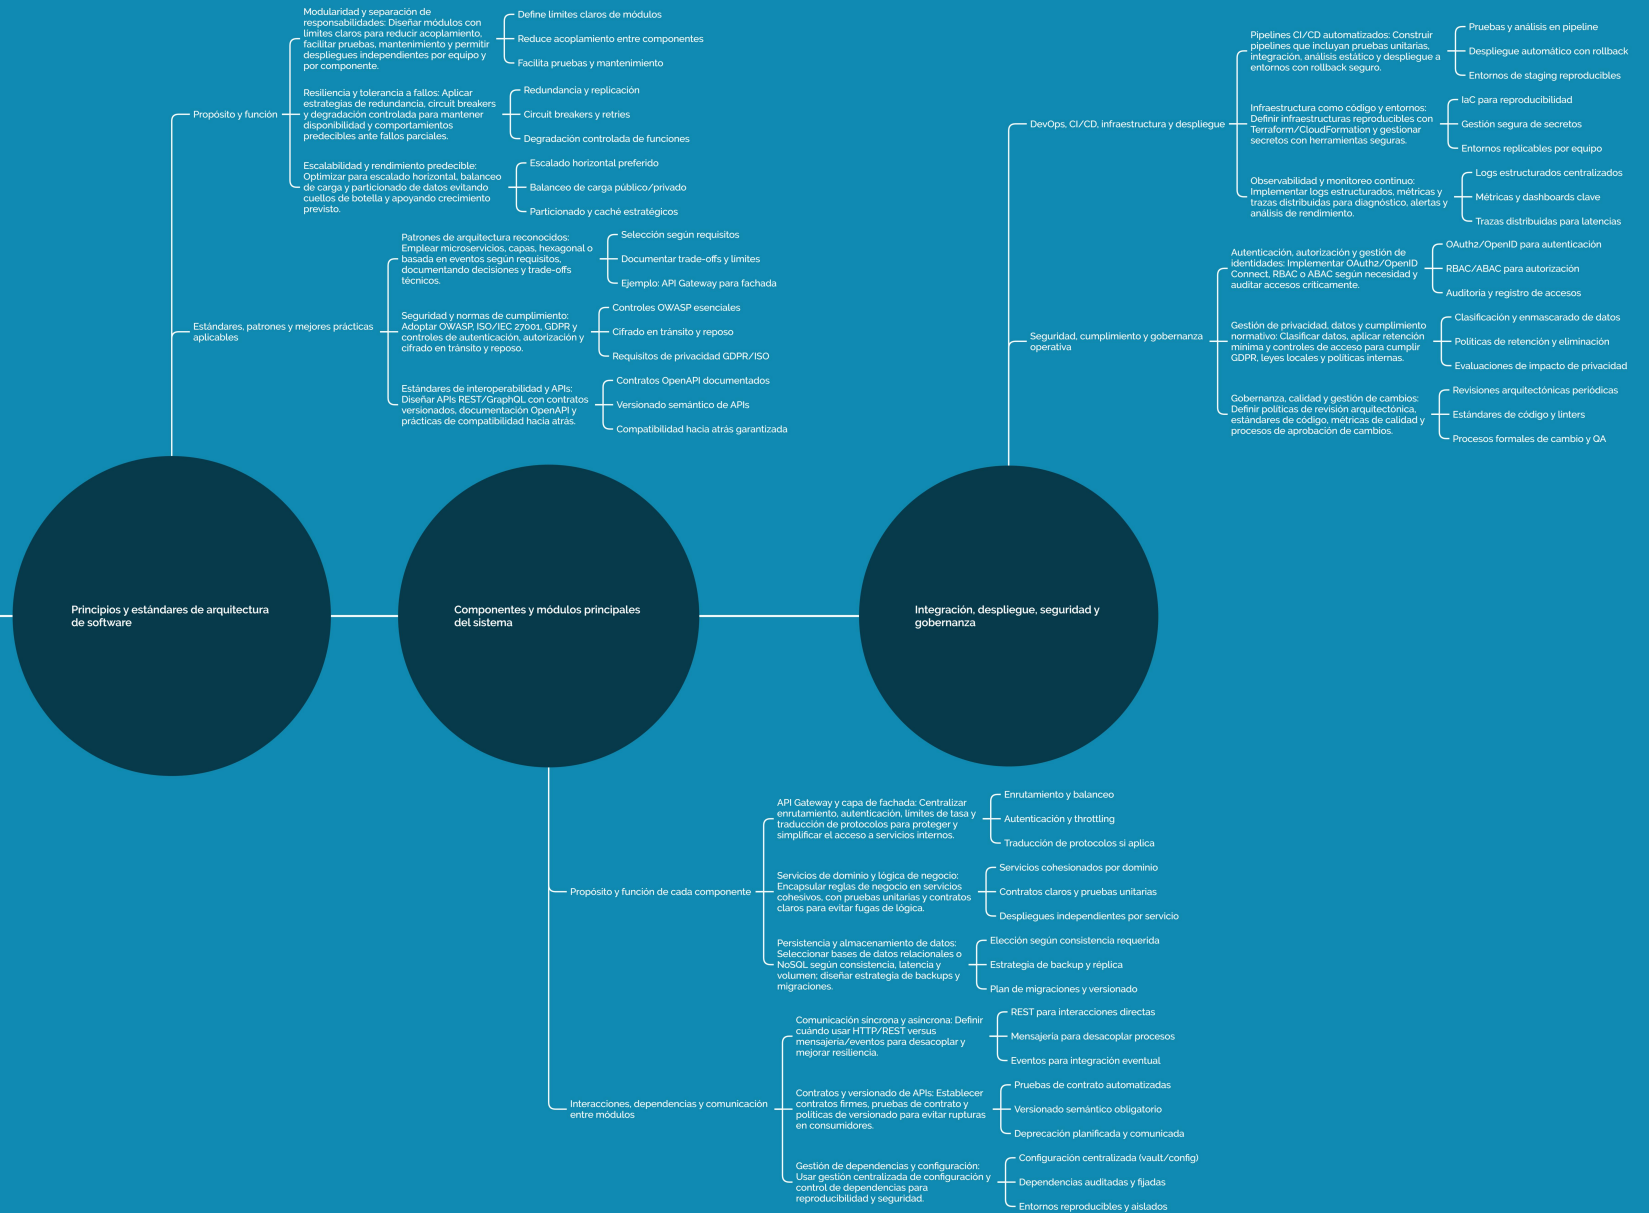 Modularidad y separación de
responsabilidades: Diseñar módulos con
límites claros para reducir acoplamiento,
facilitar pruebas, mantenimiento y permitir
despliegues independientes por equipo y
por componente.
Define límites claros de módulos
Reduce acoplamiento entre componentes
Facilita pruebas y mantenimiento
Propósito y función
Resiliencia y tolerancia a fallos: Aplicar
estrategias de redundancia, circuit breakers
y degradación controlada para mantener
disponibilidad y comportamientos
predecibles ante fallos parciales.
Redundancia y replicación
Circuit breakers y retries
Degradación controlada de funciones
Escalabilidad y rendimiento predecible:
Optimizar para escalado horizontal, balanceo
de carga y particionado de datos evitando
cuellos de botella y apoyando crecimiento
previsto.
Escalado horizontal preferido
Balanceo de carga público/privado
Particionado y caché estratégicos
Estándares, patrones y mejores prácticas
aplicables
Patrones de arquitectura reconocidos:
Emplear microservicios, capas, hexagonal o
basada en eventos según requisitos,
documentando decisiones y trade-offs
técnicos.
Selección según requisitos
Documentar trade-offs y límites
Ejemplo: API Gateway para fachada
Seguridad y normas de cumplimiento:
Adoptar OWASP, ISO/IEC 27001, GDPR y
controles de autenticación, autorización y
cifrado en tránsito y reposo.
Controles OWASP esenciales
Cifrado en tránsito y reposo
Requisitos de privacidad GDPR/ISO
Estándares de interoperabilidad y APIs:
Diseñar APIs REST/GraphQL con contratos
versionados, documentación OpenAPI y
prácticas de compatibilidad hacia atrás.
Contratos OpenAPI documentados
Versionado semántico de APIs
Compatibilidad hacia atrás garantizada
DevOps, CI/CD, infraestructura y despliegue
Pipelines CI/CD automatizados: Construir
pipelines que incluyan pruebas unitarias,
integración, análisis estático y despliegue a
entornos con rollback seguro.
Pruebas y análisis en pipeline
Despliegue automático con rollback
Entornos de staging reproducibles
Infraestructura como código y entornos:
Definir infraestructuras reproducibles con
Terraform/CloudFormation y gestionar
secretos con herramientas seguras.
IaC para reproducibilidad
Gestión segura de secretos
Entornos replicables por equipo
Observabilidad y monitoreo continuo:
Implementar logs estructurados, métricas y
trazas distribuidas para diagnóstico, alertas y
análisis de rendimiento.
Logs estructurados centralizados
Métricas y dashboards clave
Trazas distribuidas para latencias
Seguridad, cumplimiento y gobernanza
operativa
Autenticación, autorización y gestión de
identidades: Implementar OAuth2/OpenID
Connect, RBAC o ABAC según necesidad y
auditar accesos críticamente.
OAuth2/OpenID para autenticación
RBAC/ABAC para autorización
Auditoría y registro de accesos
Gestión de privacidad, datos y cumplimiento
normativo: Clasificar datos, aplicar retención
mínima y controles de acceso para cumplir
GDPR, leyes locales y políticas internas.
Clasificación y enmascarado de datos
Políticas de retención y eliminación
Evaluaciones de impacto de privacidad
Gobernanza, calidad y gestión de cambios:
Definir políticas de revisión arquitectónica,
estándares de código, métricas de calidad y
procesos de aprobación de cambios.
Revisiones arquitectónicas periódicas
Estándares de código y linters
Procesos formales de cambio y QA
Principios y estándares de arquitectura
de software
Componentes y módulos principales
del sistema
Integración, despliegue, seguridad y
gobernanza
Propósito y función de cada componente
API Gateway y capa de fachada: Centralizar
enrutamiento, autenticación, límites de tasa y
traducción de protocolos para proteger y
simplificar el acceso a servicios internos.
Enrutamiento y balanceo
Autenticación y throttling
Traducción de protocolos si aplica
Servicios de dominio y lógica de negocio:
Encapsular reglas de negocio en servicios
cohesivos, con pruebas unitarias y contratos
claros para evitar fugas de lógica.
Servicios cohesionados por dominio
Contratos claros y pruebas unitarias
Despliegues independientes por servicio
Persistencia y almacenamiento de datos:
Seleccionar bases de datos relacionales o
NoSQL según consistencia, latencia y
volumen; diseñar estrategia de backups y
migraciones.
Elección según consistencia requerida
Estrategia de backup y réplica
Plan de migraciones y versionado
Interacciones, dependencias y comunicación
entre módulos
Comunicación síncrona y asíncrona: Definir
cuándo usar HTTP/REST versus
mensajería/eventos para desacoplar y
mejorar resiliencia.
REST para interacciones directas
Mensajería para desacoplar procesos
Eventos para integración eventual
Contratos y versionado de APIs: Establecer
contratos firmes, pruebas de contrato y
políticas de versionado para evitar rupturas
en consumidores.
Pruebas de contrato automatizadas
Versionado semántico obligatorio
Deprecación planificada y comunicada
Gestión de dependencias y configuración:
Usar gestión centralizada de configuración y
control de dependencias para
reproducibilidad y seguridad.
Configuración centralizada (vault/config)
Dependencias auditadas y fijadas
Entornos reproducibles y aislados